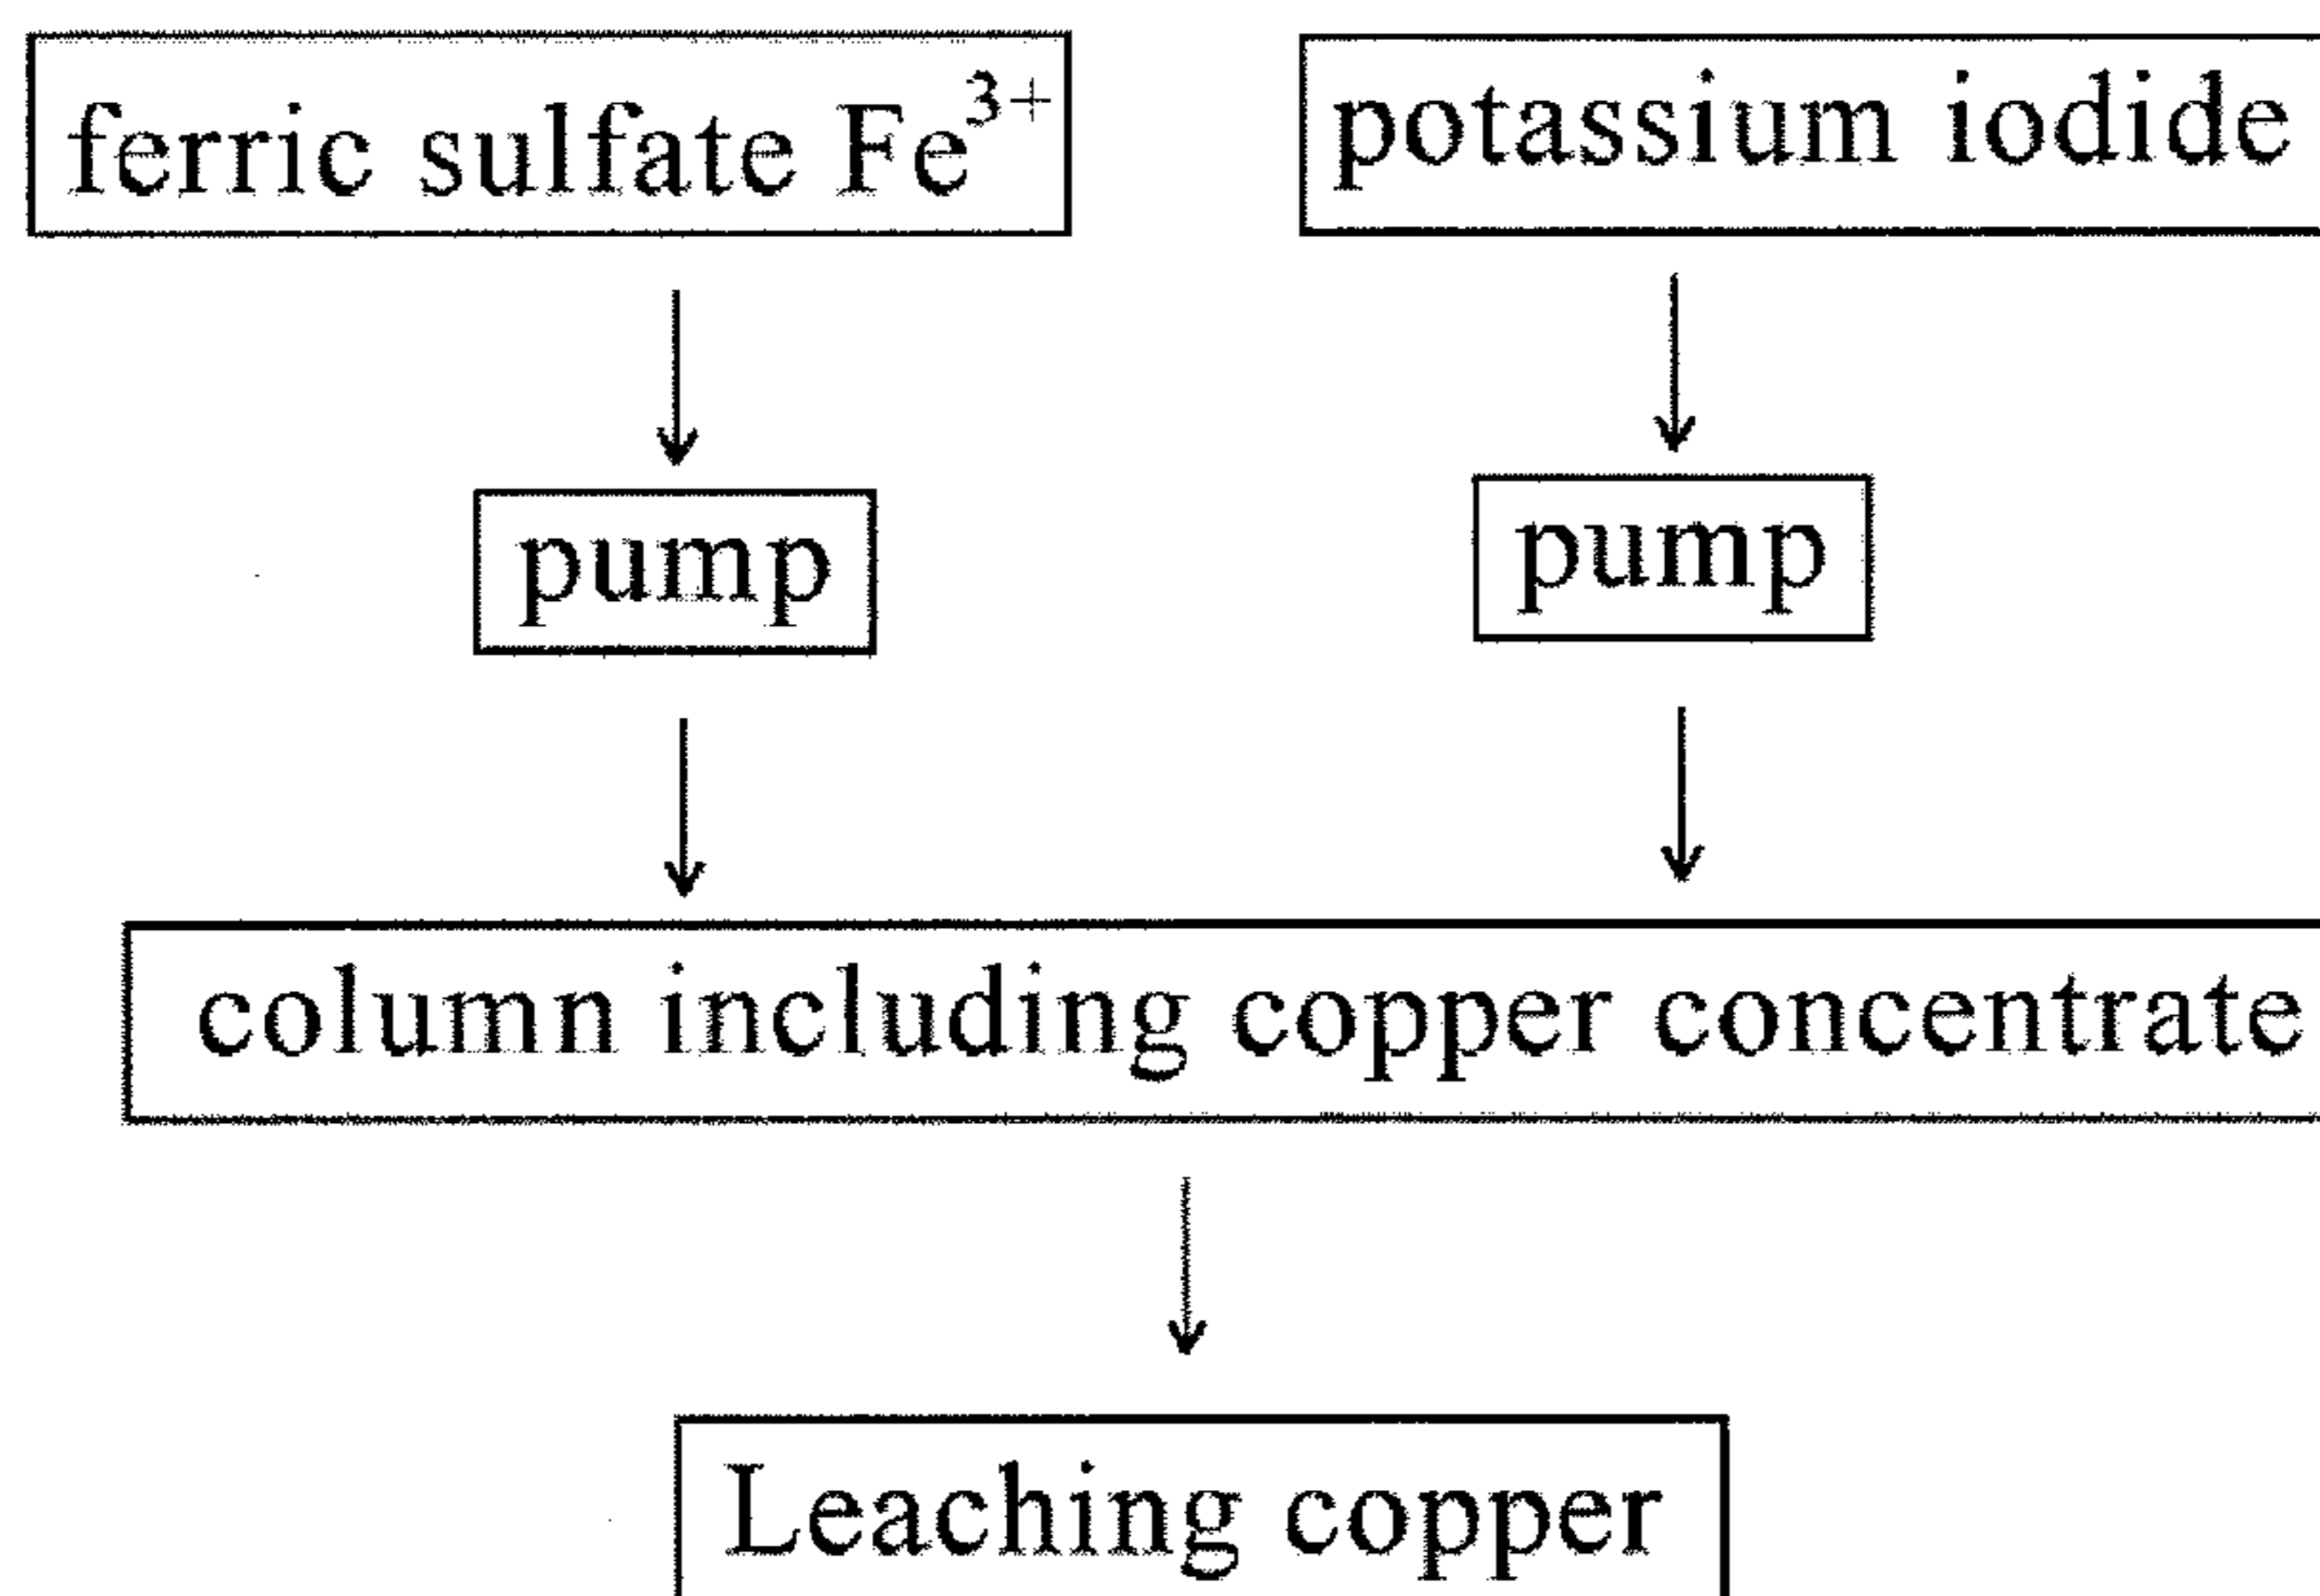 ferric sulfate Fe³⁺
potassium iodide
pump
pump
column including copper concentrate
Leaching copper